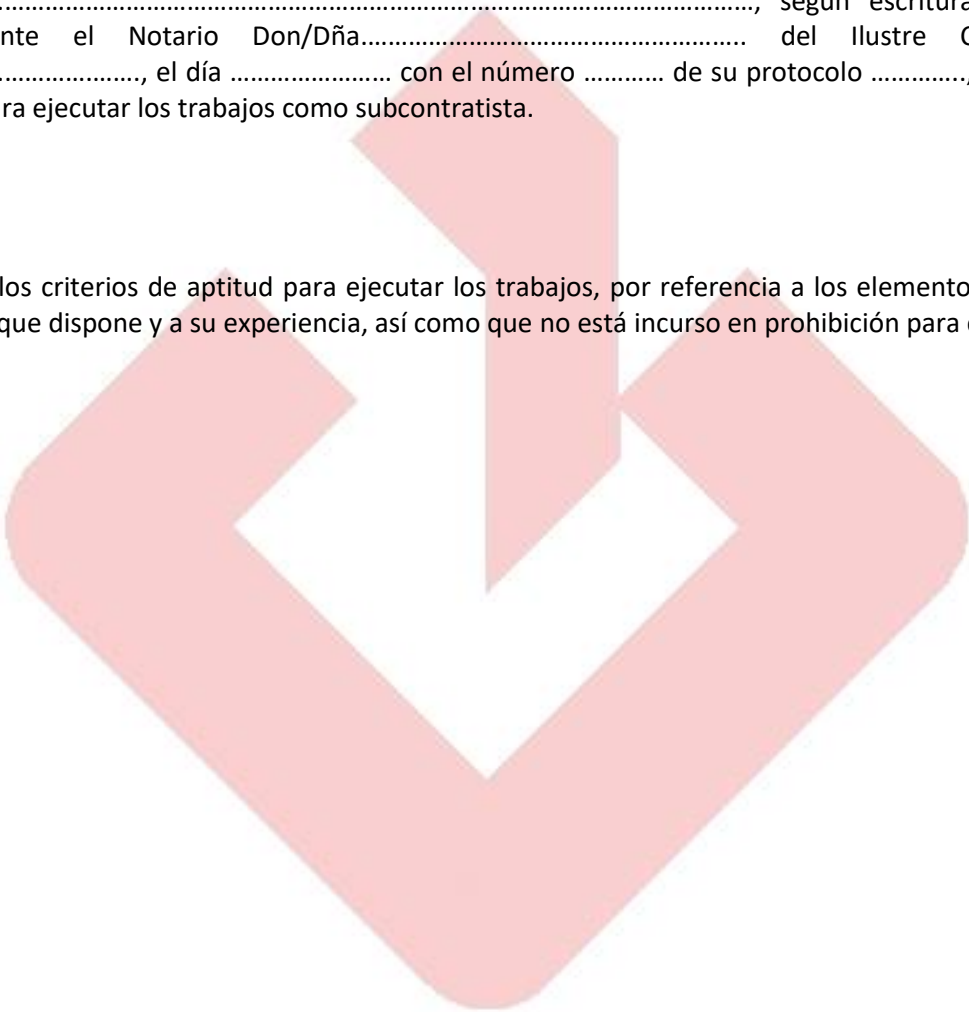 ……………………………………………………………………………………, según escritura
nte el Notario Don/Dña…………………………………………….. del Ilustre
…………………., el día …………………… con el número ………… de su protocolo ………….,
ra ejecutar los trabajos como subcontratista.
los criterios de aptitud para ejecutar los trabajos, por referencia a los elemento
que dispone y a su experiencia, así como que no está incurso en prohibición para